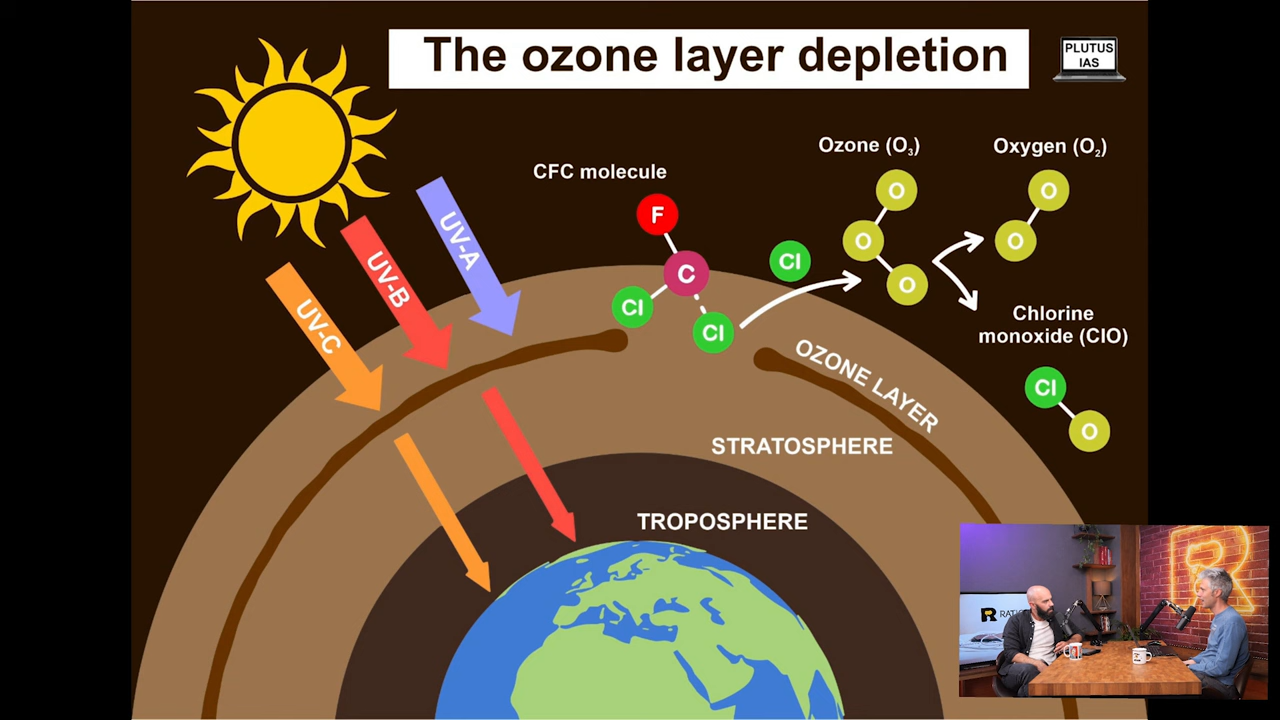 The ozone layer depletion
PLUTUS
IAS
Ozone (O₃)
Oxygen (O₂)
CFC molecule
F
C
Cl
Cl
Cl
O
O
O
O
O
Chlorine
monoxide (ClO)
Cl
O
UV-A
UV-B
UV-C
OZONE LAYER
STRATOSPHERE
TROPOSPHERE
R
R